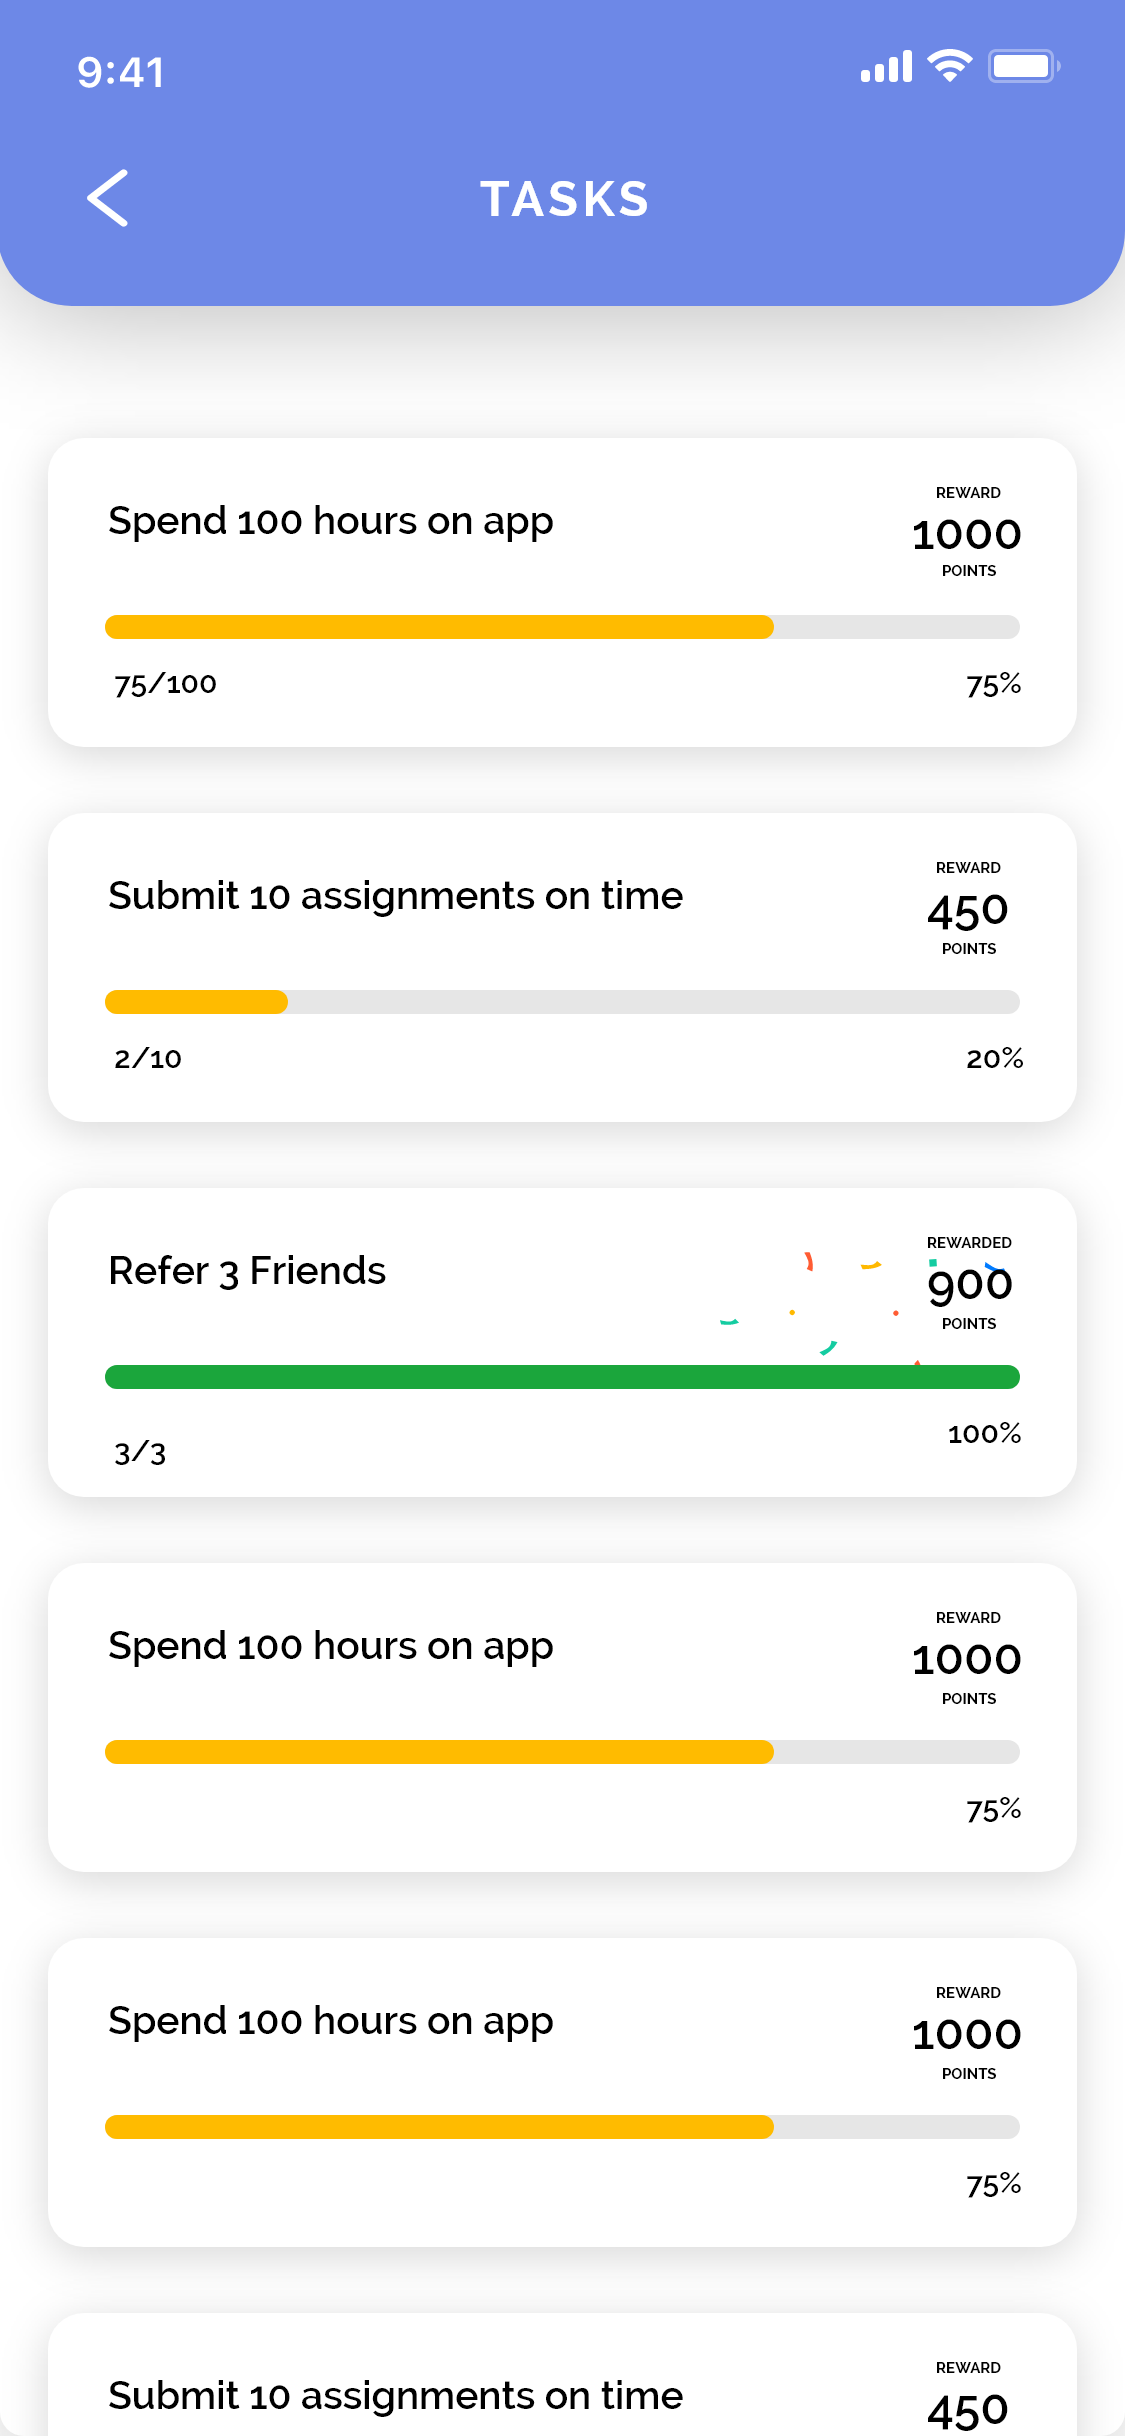 9:41
TASKS
Spend 100 hours on app
REWARD
1000
POINTS
75/100
75%
Submit 10 assignments on time
REWARD
450
POINTS
2/10
20%
Refer 3 Friends
REWARDED
900
POINTS
3/3
100%
Spend 100 hours on app
REWARD
1000
POINTS
75%
Spend 100 hours on app
REWARD
1000
POINTS
75%
Submit 10 assignments on time
REWARD
450